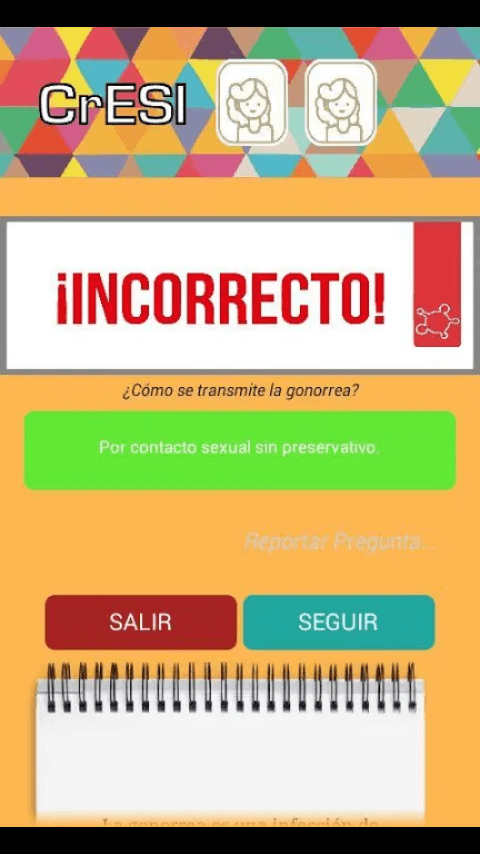 CrESI
¡INCORRECTO!
¿Cómo se transmite la gonorrea?
Por contacto sexual sin preservativo.
Reportar Pregunta...
SALIR
SEGUIR
La gonorrea es una infección de